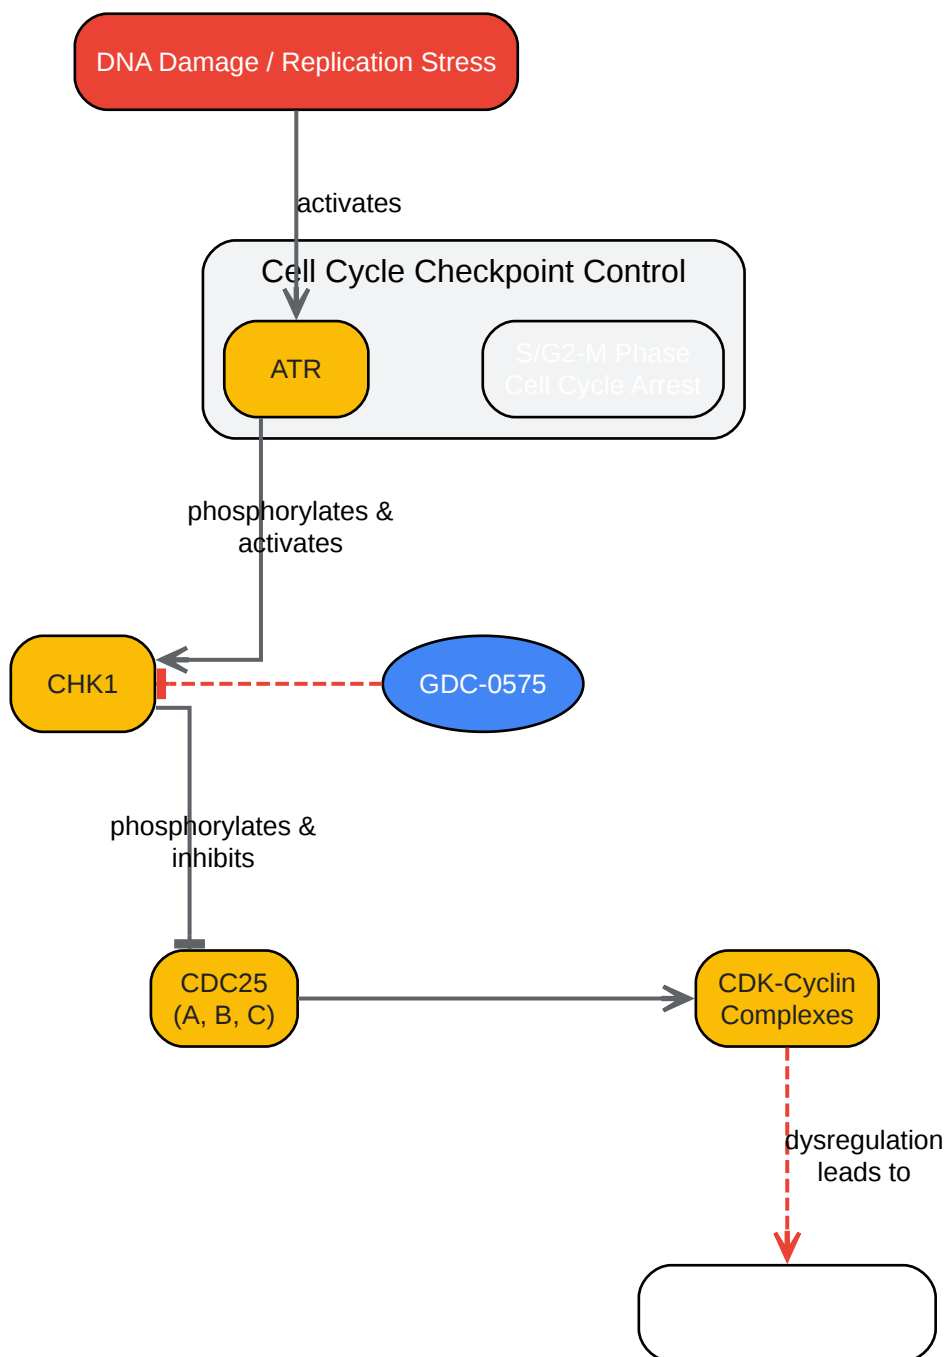 DNA Damage / Replication Stress
activates
Cell Cycle Checkpoint Control
ATR
S/G2-M Phase
Cell Cycle Arrest
phosphorylates &
activates
CHK1
GDC-0575
phosphorylates &
inhibits
CDC25
(A, B, C)
CDK-Cyclin
Complexes
dysregulation
leads to